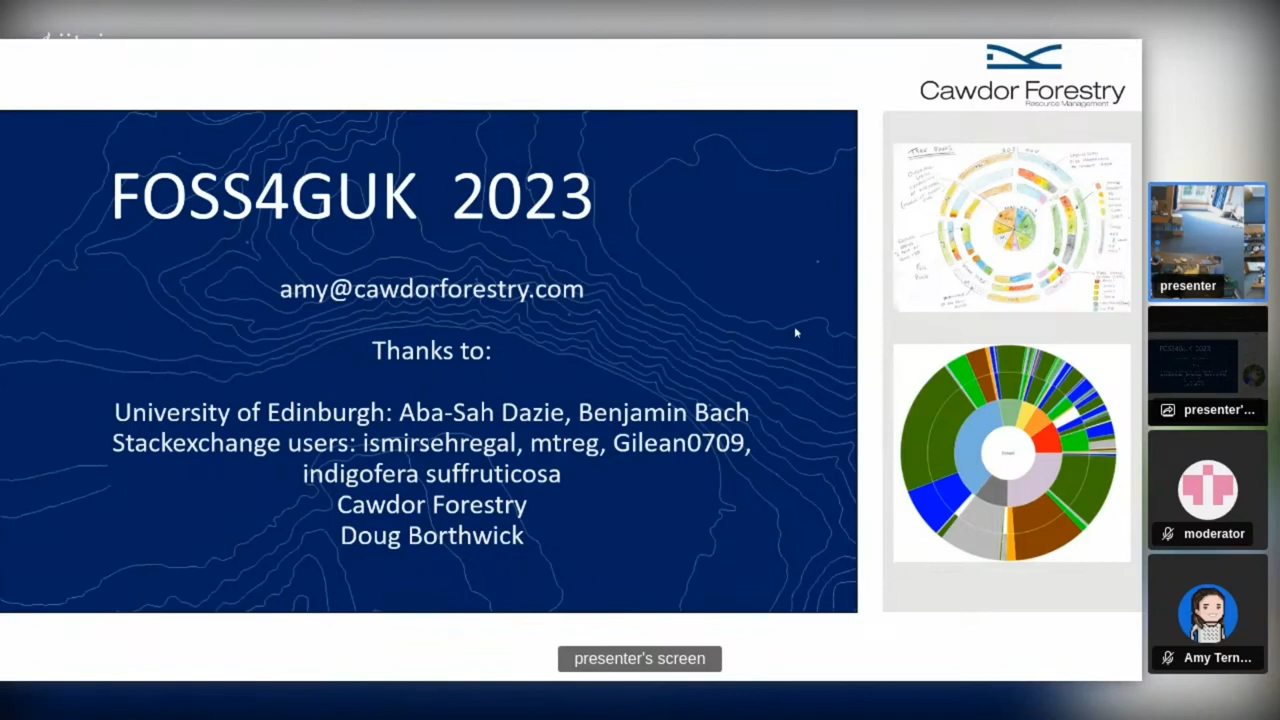 Cawdor Forestry
Resource Management
FOSS4GUK 2023
amy@cawdorforestry.com
Thanks to:
University of Edinburgh: Aba-Sah Dazie, Benjamin Bach
Stackexchange users: ismirsehregal, mtreg, Gilean0709,
indigofera suffruticosa
Cawdor Forestry
Doug Borthwick
presenter
presenter'...
moderator
Amy Tern...
presenter's screen